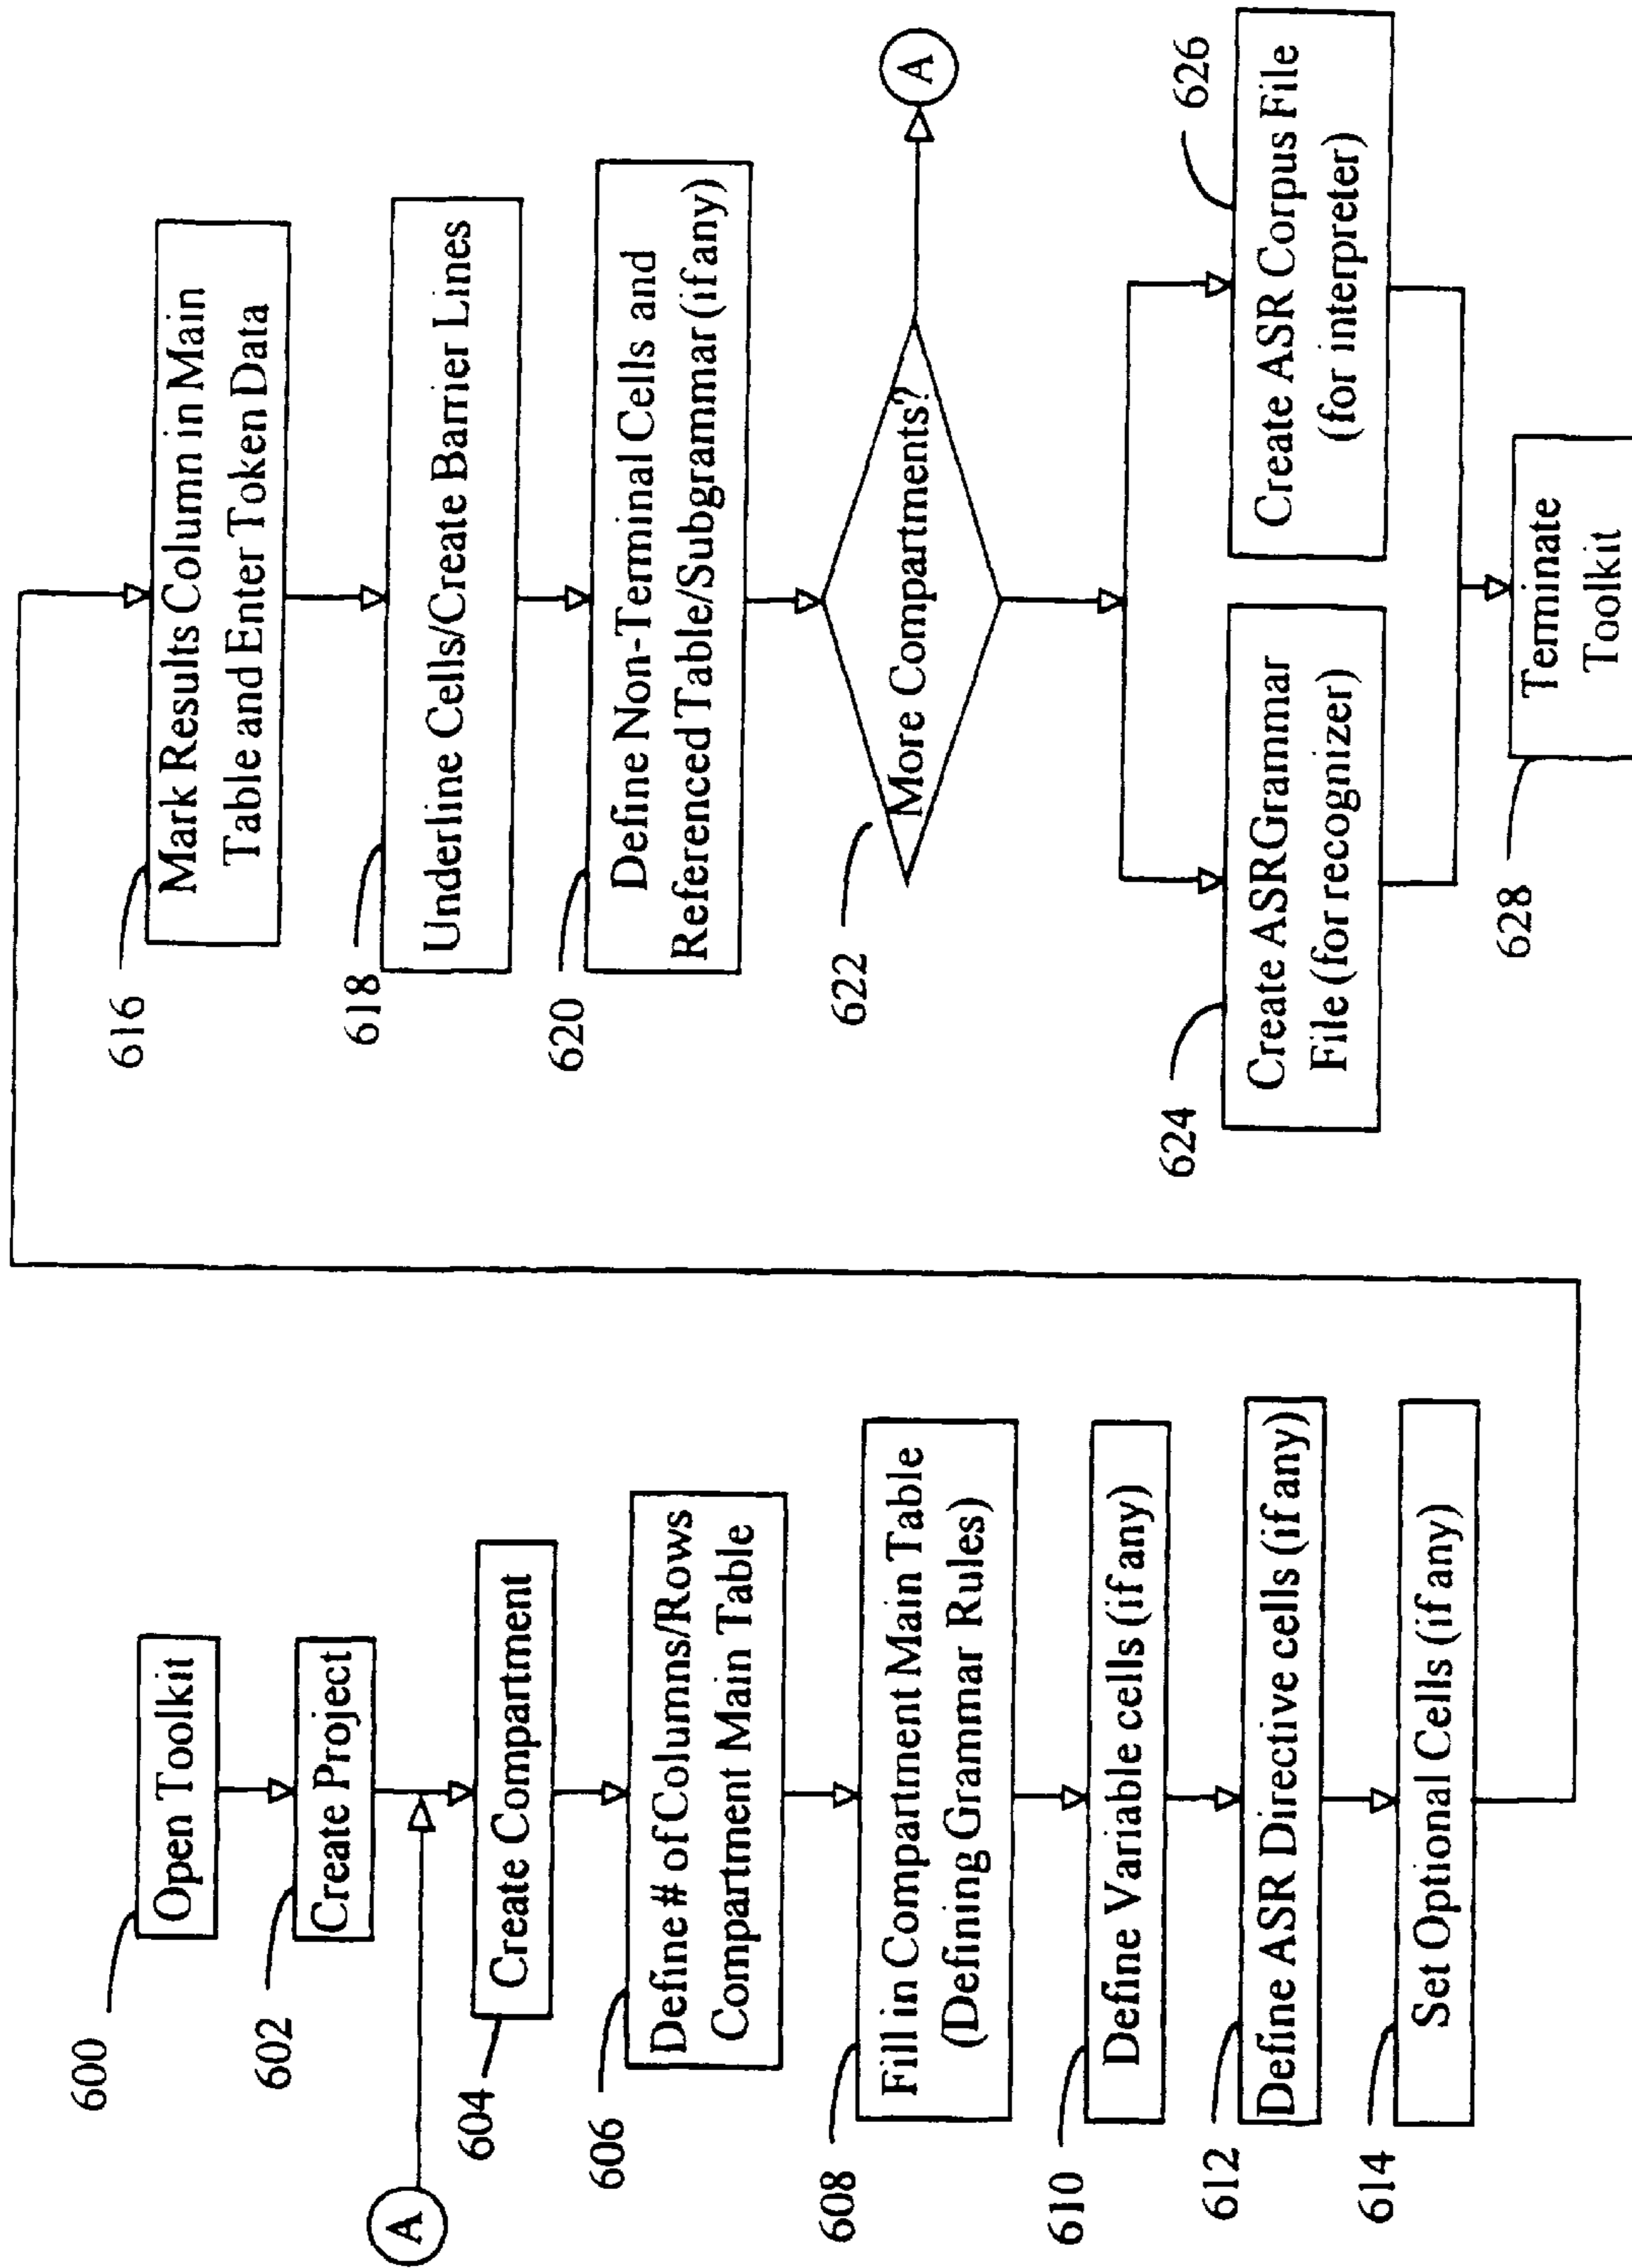 600
Open Toolkit
602
Create Project
A
604
Create Compartment
606
Define # of Columns/Rows
Compartment Main Table
608
Fill in Compartment Main Table
(Defining Grammar Rules)
610
Define Variable cells (if any)
612
Define ASR Directive cells (if any)
614
Set Optional Cells (if any)
616
Mark Results Column in Main
Table and Enter Token Data
618
Underline Cells/Create Barrier Lines
620
Define Non-Terminal Cells and
Referenced Table/Subgrammar (if any)
622
More Compartments?
A
624
Create ASRGrammar
File (for recognizer)
626
Create ASR Corpus File
(for interpreter)
628
Terminate
Toolkit